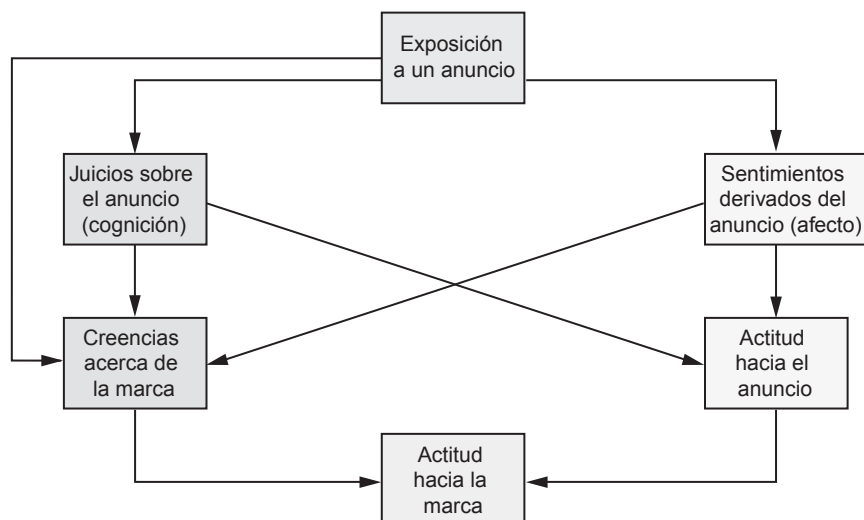 Exposición
a un anuncio
Juicios sobre
el anuncio
(cognición)
Sentimientos
derivados del
anuncio (afecto)
Creencias
acerca de
la marca
Actitud
hacia el
anuncio
Actitud
hacia la
marca